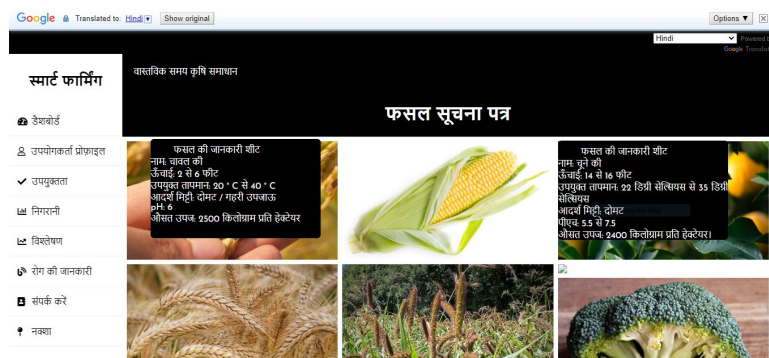 Google Translated to: Hindi Show original Options ▼
Hindi
Powered
Google Translat
स्मार्ट फार्मिंग
वास्तविक समय कृषि समाधान
फसल सूचना पत्र
डैशबोर्ड
उपयोगकर्ता प्रोफ़ाइल
उपयुक्तता
निगरानी
विश्लेषण
रोग की जानकारी
संपर्क करें
नक्शा
फसल की जानकारी शीट
नाम: चावल की
ऊँचाई: 2 से 6 फीट
उपयुक्त तापमान: 20 ° C से 40 ° C
आदर्श मिट्टी: दोमट / गहरी उपजाऊ
pH: 6
औसत उपज: 2500 किलोग्राम प्रति हेक्टेयर
फसल की जानकारी शीट
नाम: चूने की
ऊँचाई: 14 से 16 फीट
उपयुक्त तापमान: 22 डिग्री सेल्सियस से 35 डिग्री
सेल्सियस
आदर्श मिट्टी: दोमट
पीएच: 5.5 से 7.5
औसत उपज: 2400 किलोग्राम प्रति हेक्टेयर।